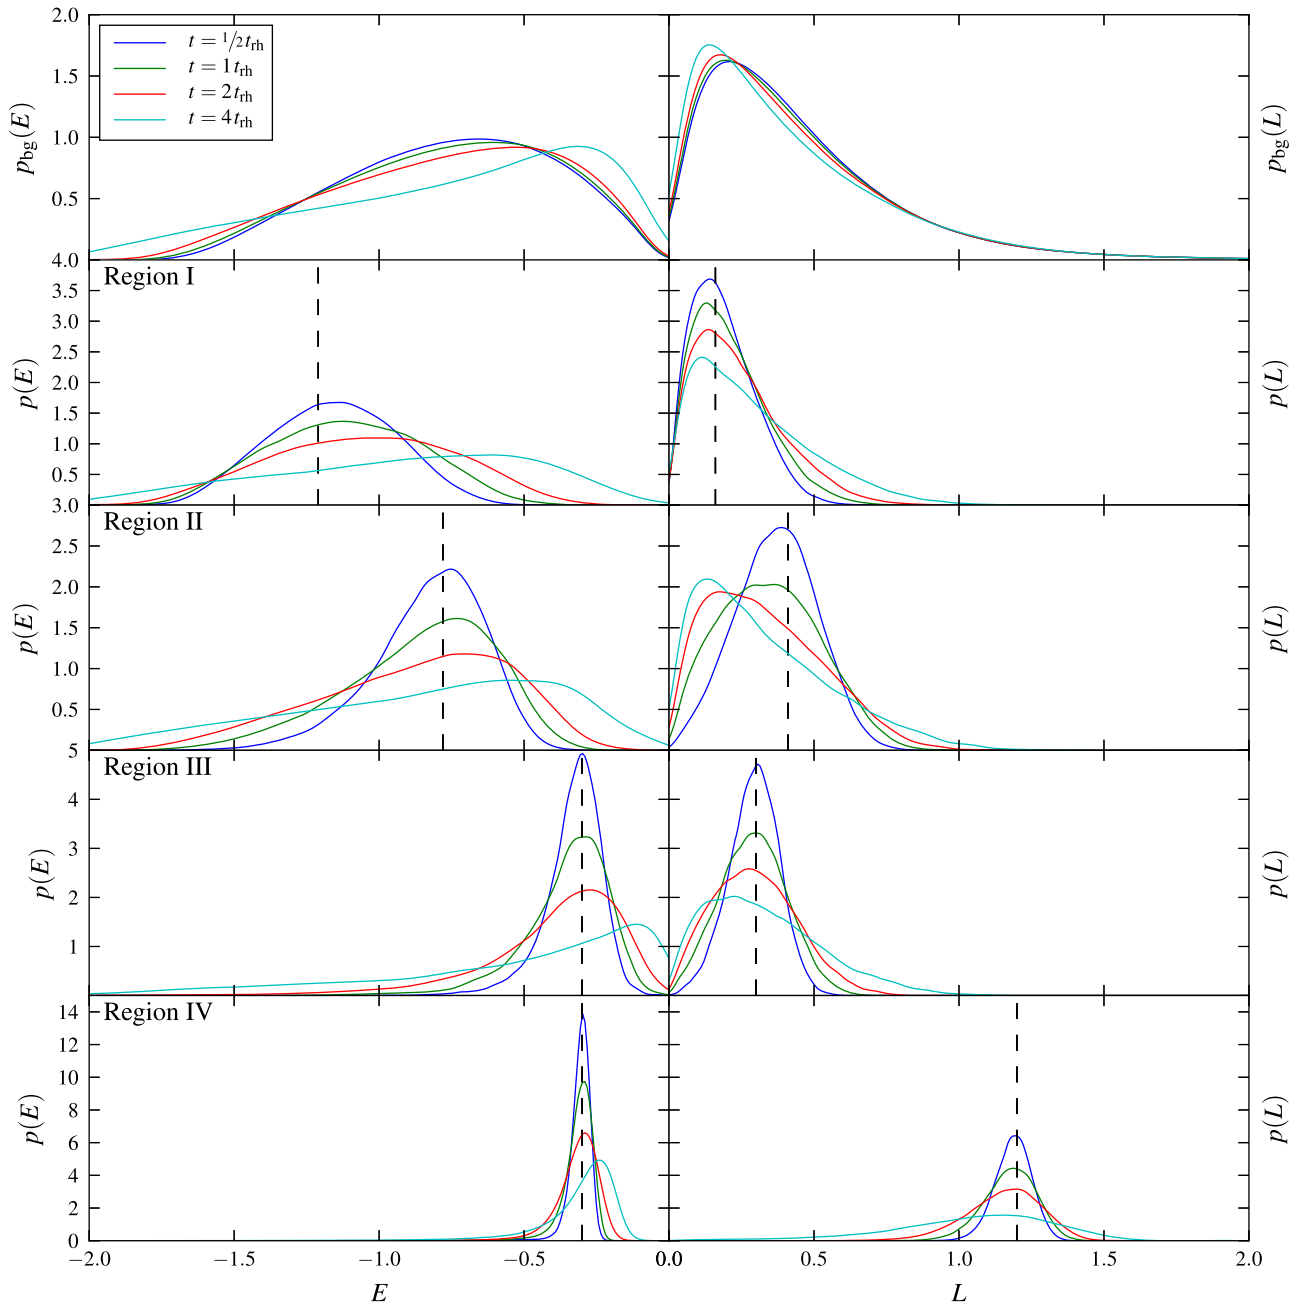 2.0
1.5
1.0
0.5
4.0
p_bg(E)
t = 1/2 t_rh
t = 1 t_rh
t = 2 t_rh
t = 4 t_rh
p_bg(L)
Region I
3.5
3.0
2.5
2.0
1.5
1.0
0.5
3.0
p(E)
p(L)
Region II
2.5
2.0
1.5
1.0
0.5
5
p(E)
p(L)
Region III
4
3
2
1
p(E)
p(L)
Region IV
14
12
10
8
6
4
2
0
p(E)
p(L)
−2.0 −1.5 −1.0 −0.5 0.0 0.0 0.5 1.0 1.5 2.0
E L